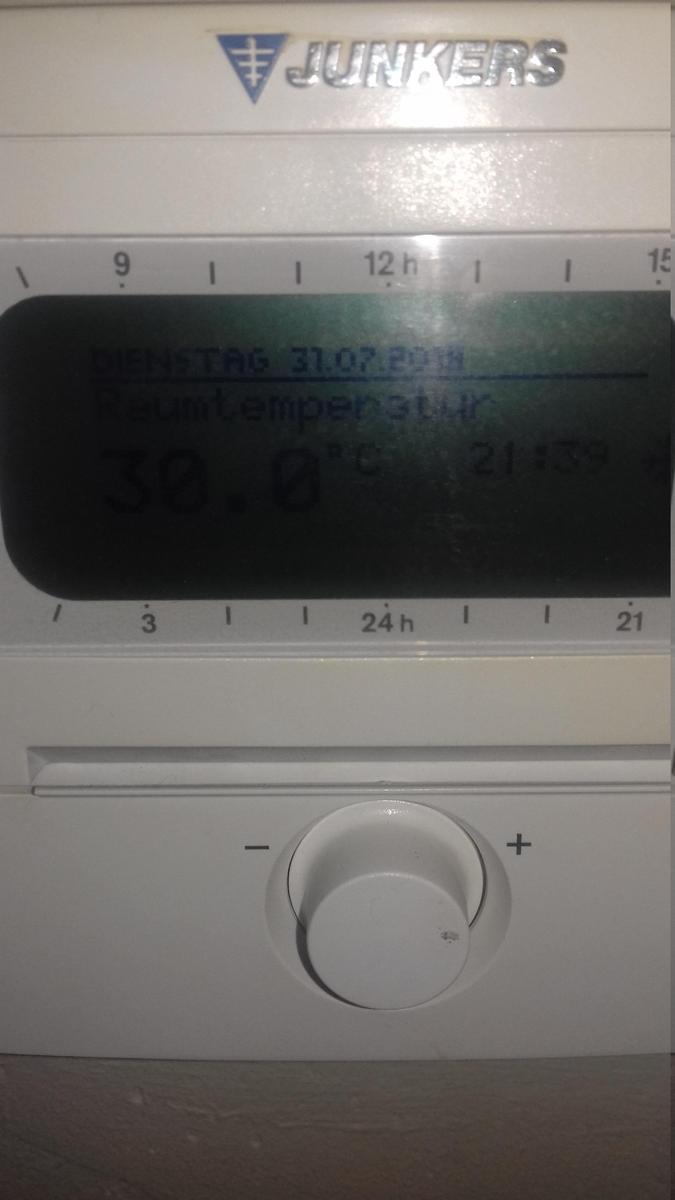 JUNKERS
9 12 h 15
DIENSTAG 31.07.2018
Raumtemperatur
30.0°C 21:39
3 24 h 21
− +